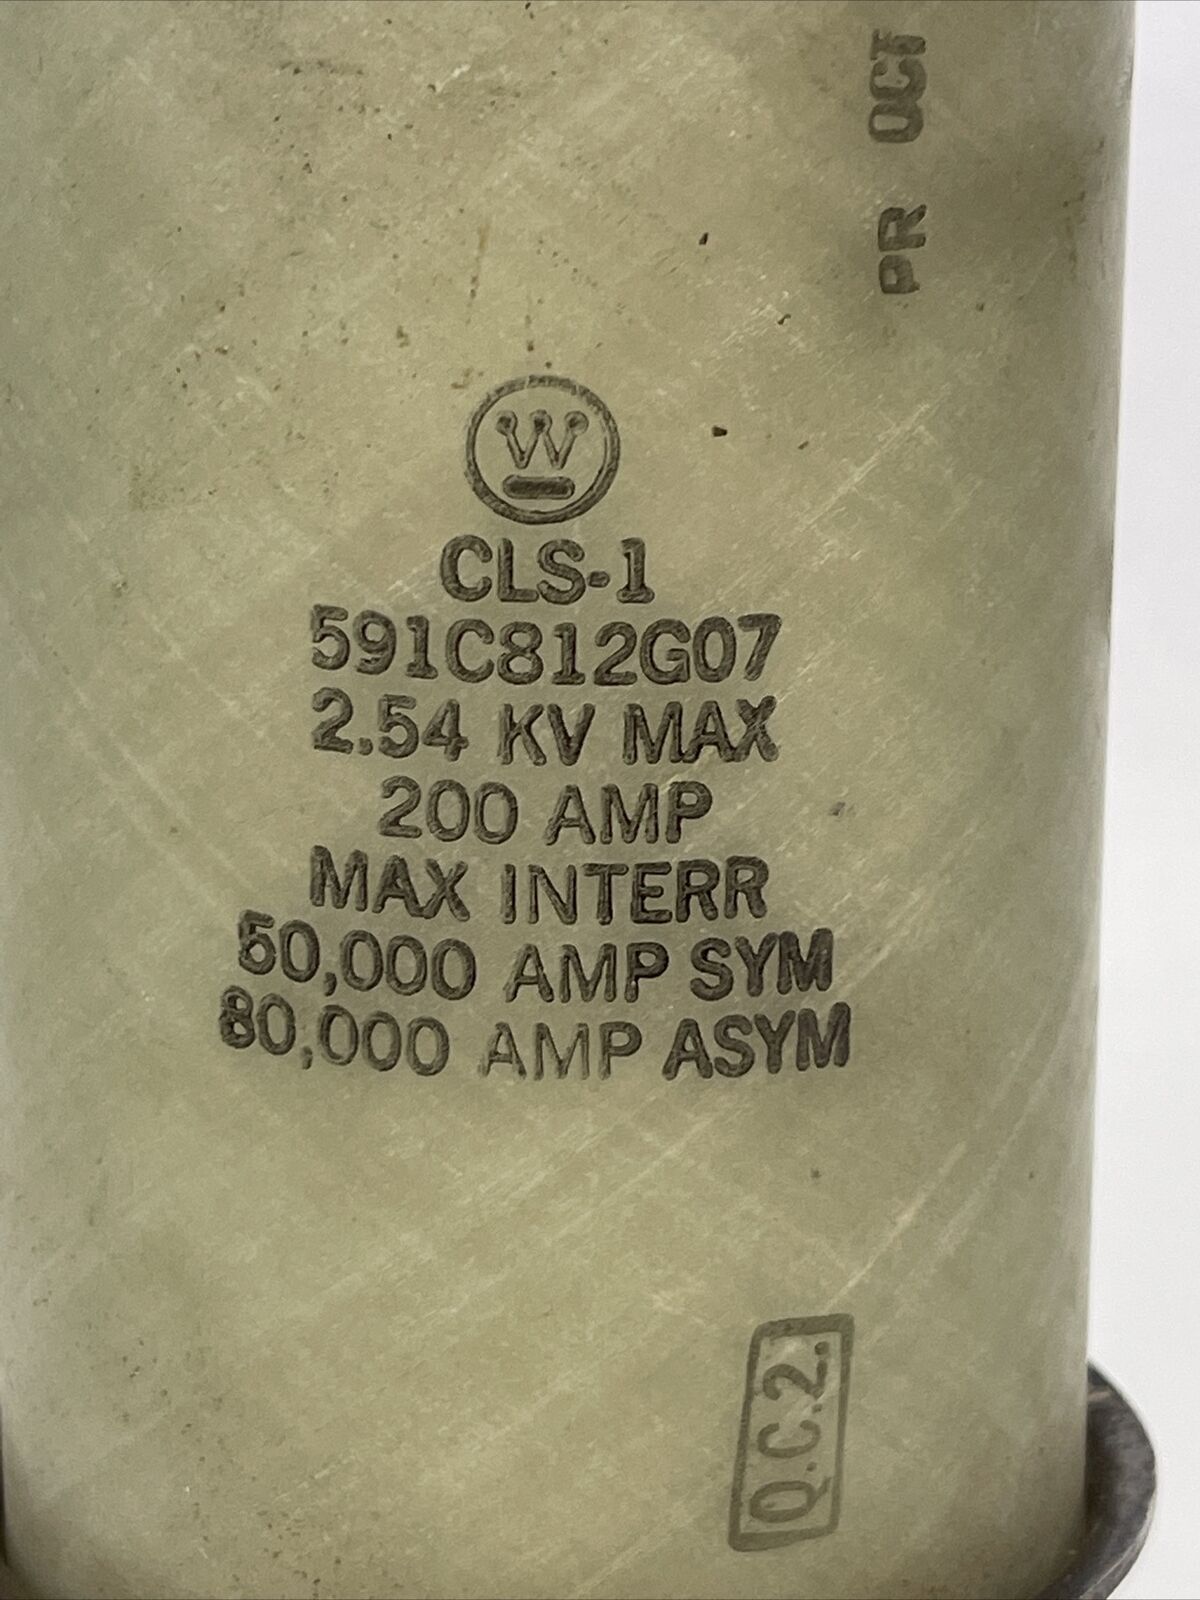 PR OCT
W
CLS-1
591C812G07
2.54 KV MAX
200 AMP
MAX INTERR
50,000 AMP SYM
80,000 AMP ASYM
Q.C.2.